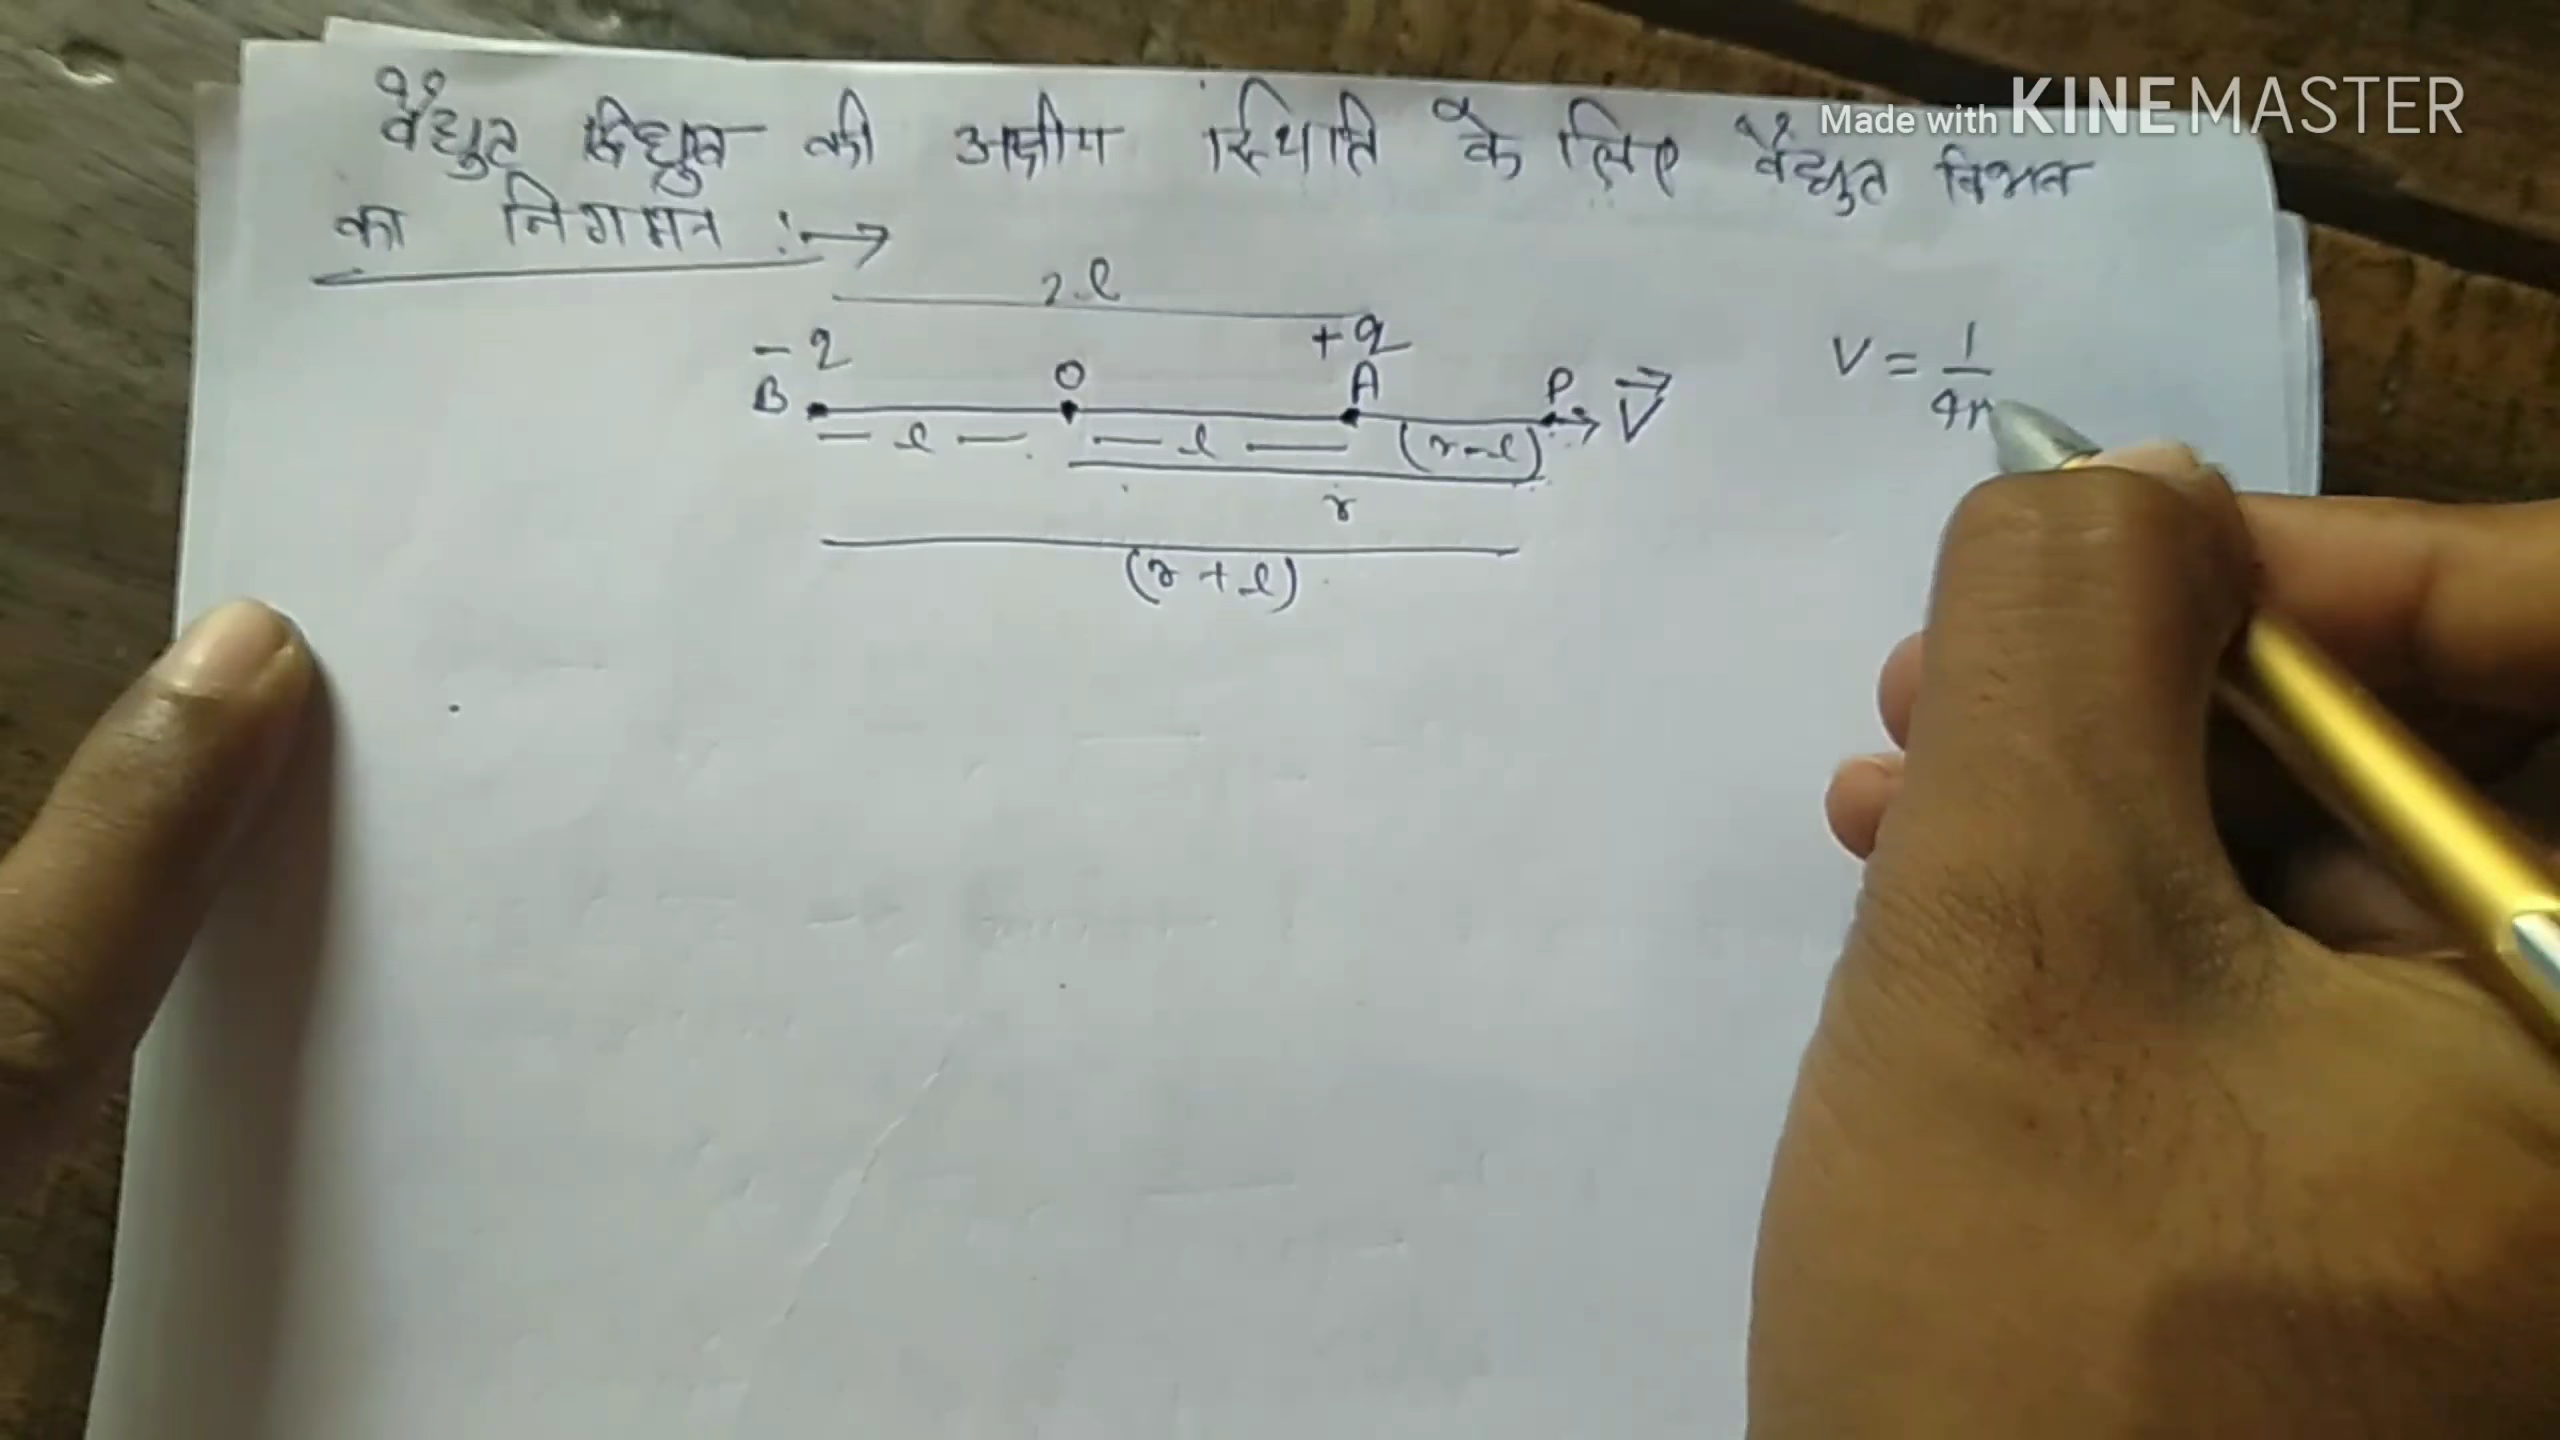 Made with KINEMASTER
वैद्युत द्विध्रुव की अक्षीय स्थिति के लिए वैद्युत विभव
का निगमन :→
2l
-q +q
B O A P V
V = 1/4π
l l (r-l)
r
(r+l)